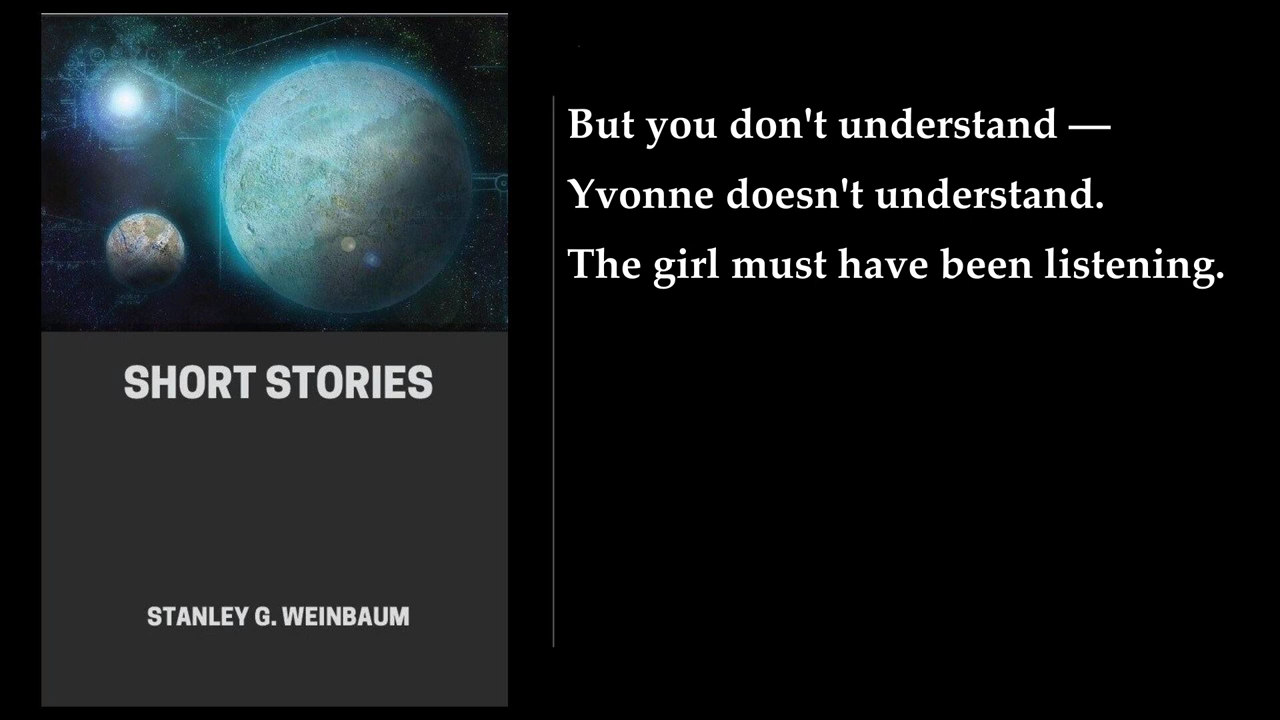 SHORT STORIES
STANLEY G. WEINBAUM
But you don't understand —
Yvonne doesn't understand.
The girl must have been listening.